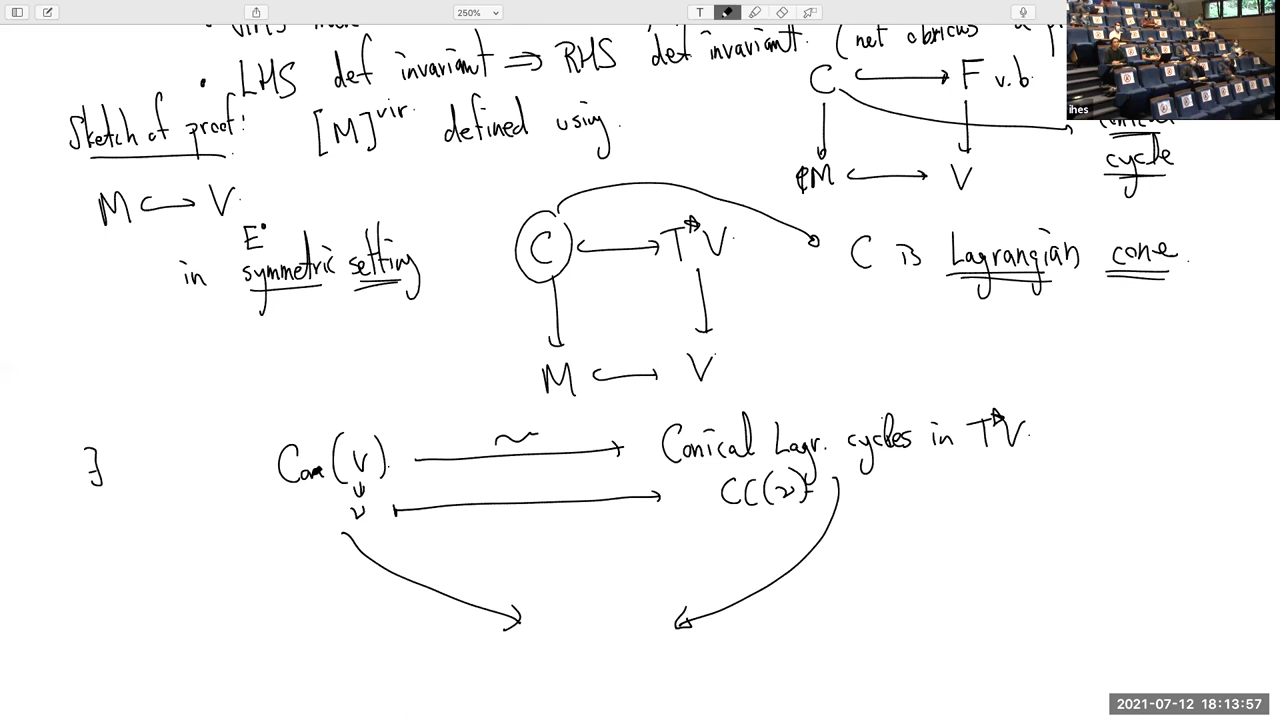 250%
T
• LHS def invariant ⇒ RHS def invariant. (not obvious
Sketch of proof: [M]^vir. defined using.
C ↪ F v.b.
M ↪ V
cycle
ihes
M ↪ V.
E•
in symmetric setting
C ↪ T*V.
C is Lagrangian cone.
M ↪ V
∃ Con(V). ~→ Conical Lagr. cycles in T*V.
ν ↦ CC(ν)
2021-07-12 18:13:57